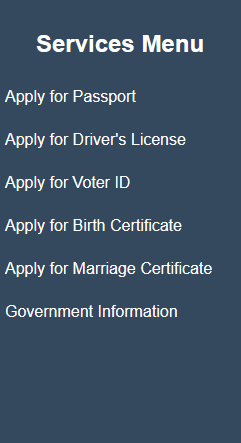 Services Menu
Apply for Passport
Apply for Driver's License
Apply for Voter ID
Apply for Birth Certificate
Apply for Marriage Certificate
Government Information